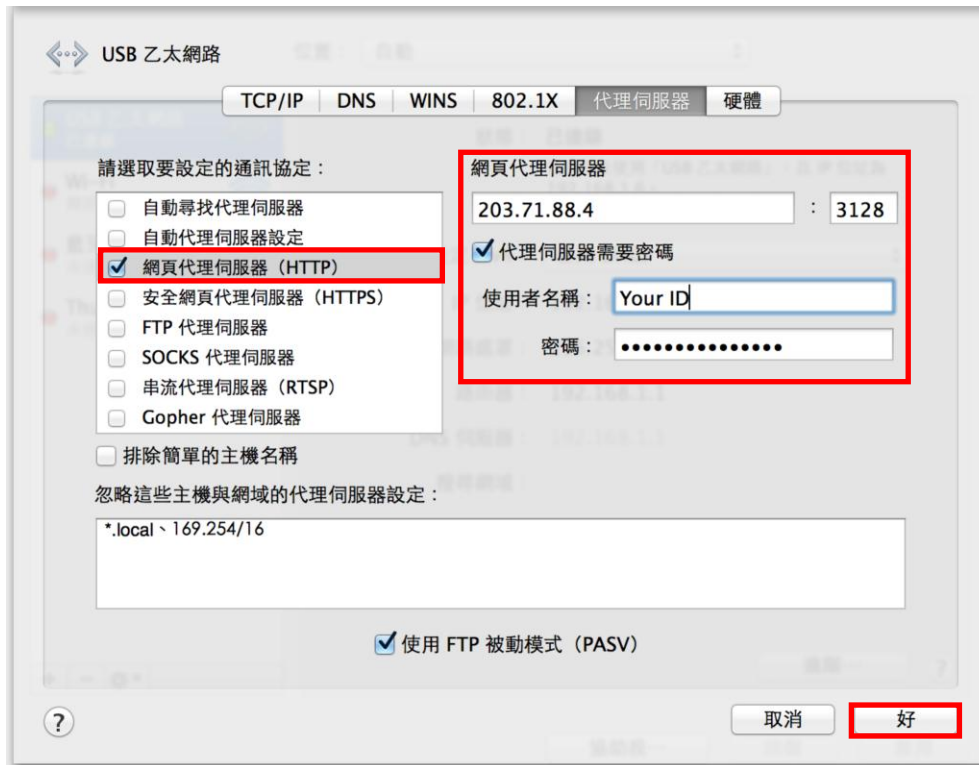 USB 乙太網路
位置： 自動
TCP/IP DNS WINS 802.1X 代理伺服器 硬體
請選取要設定的通訊協定：
自動尋找代理伺服器
自動代理伺服器設定
網頁代理伺服器（HTTP）
安全網頁代理伺服器（HTTPS）
FTP 代理伺服器
SOCKS 代理伺服器
串流代理伺服器（RTSP）
Gopher 代理伺服器
排除簡單的主機名稱
網頁代理伺服器
203.71.88.4 : 3128
代理伺服器需要密碼
使用者名稱： Your ID
密碼： •••••••••••••••
忽略這些主機與網域的代理伺服器設定：
*.local、169.254/16
使用 FTP 被動模式（PASV）
? 取消 好